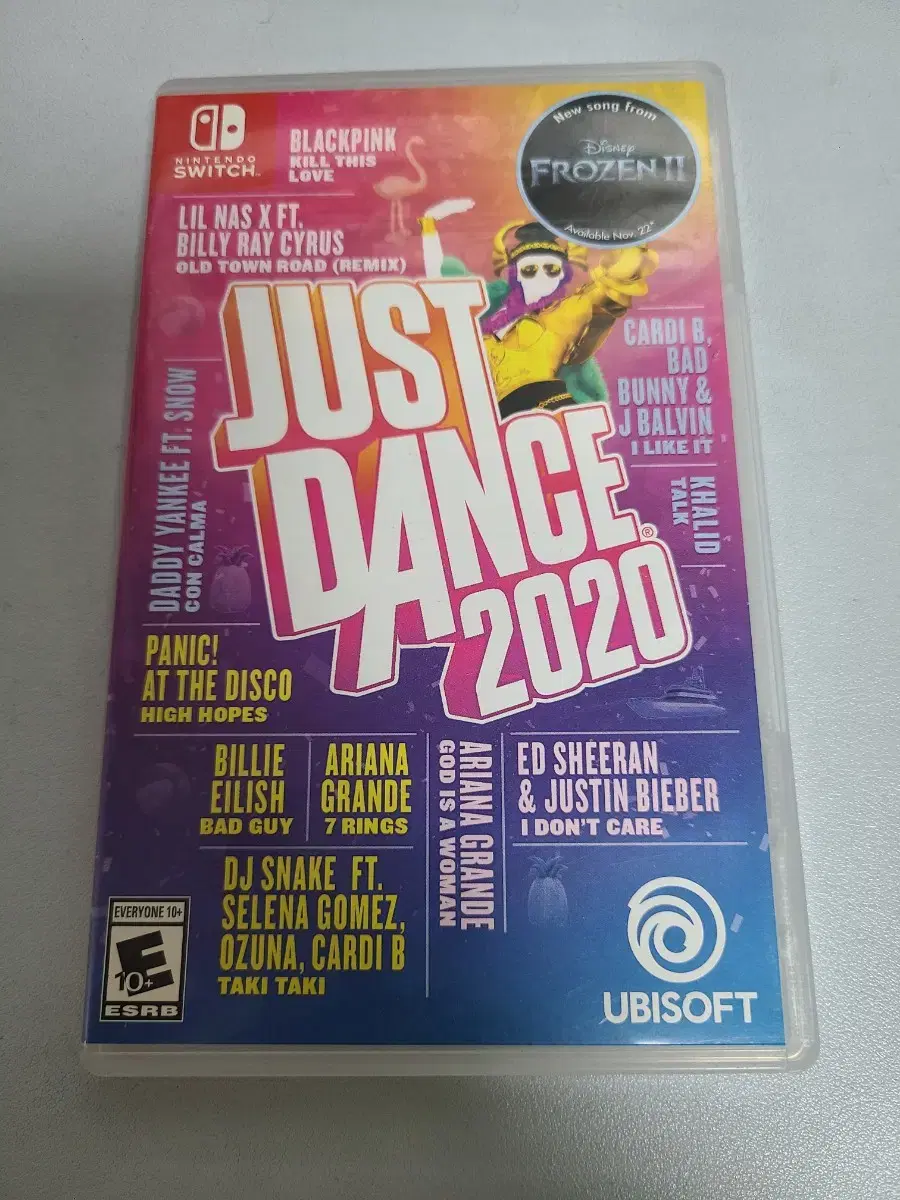 NINTENDO
SWITCH™
BLACKPINK
KILL THIS
LOVE
New song from
Disney
FROZEN II
Available Nov. 22*
LIL NAS X FT.
BILLY RAY CYRUS
OLD TOWN ROAD (REMIX)
JUST
DANCE®
2020
CARDI B,
BAD
BUNNY &
J BALVIN
I LIKE IT
DADDY YANKEE FT. SNOW
CON CALMA
KHALID
TALK
PANIC!
AT THE DISCO
HIGH HOPES
BILLIE
EILISH
BAD GUY
ARIANA
GRANDE
7 RINGS
ARIANA GRANDE
GOD IS A WOMAN
ED SHEERAN
& JUSTIN BIEBER
I DON'T CARE
DJ SNAKE FT.
SELENA GOMEZ,
OZUNA, CARDI B
TAKI TAKI
EVERYONE 10+
E
10+
ESRB
UBISOFT